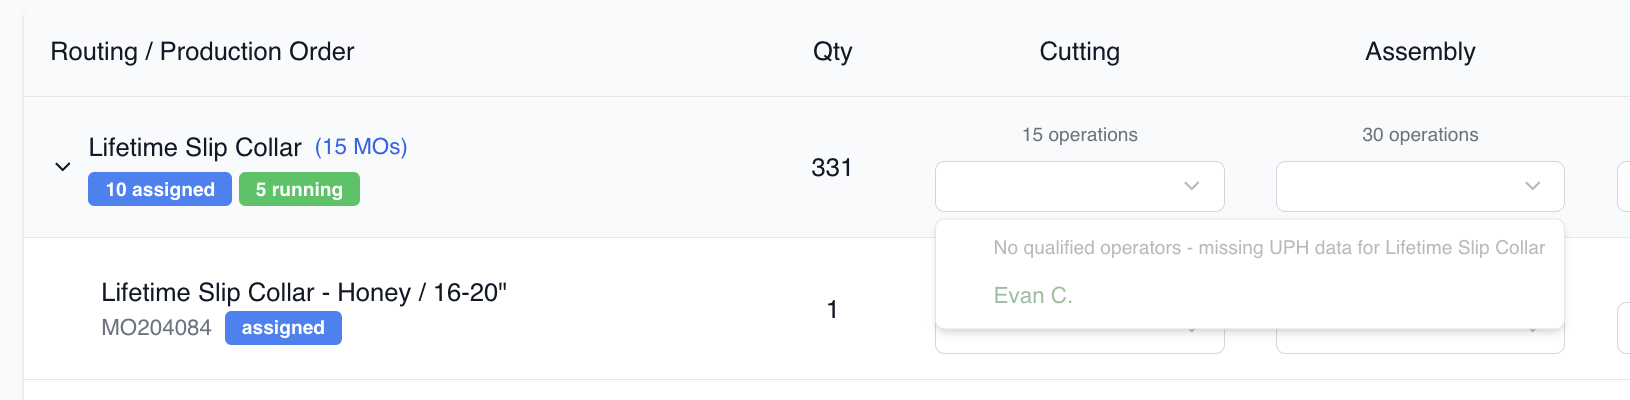 Routing / Production Order
Qty
Cutting
Assembly
Lifetime Slip Collar (15 MOs)
10 assigned
5 running
331
15 operations
30 operations
No qualified operators - missing UPH data for Lifetime Slip Collar
Evan C.
Lifetime Slip Collar - Honey / 16-20"
MO204084
assigned
1